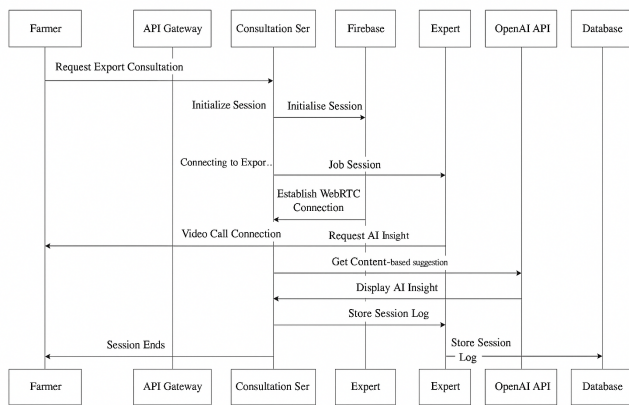 Farmer
API Gateway
Consultation Ser
Firebase
Expert
OpenAI API
Database
Request Export Consultation
Initialize Session
Initialise Session
Connecting to Expor..
Job Session
Establish WebRTC
Connection
Video Call Connection
Request AI Insight
Get Content-based suggestion
Display AI Insight
Store Session Log
Session Ends
Store Session
Log
Farmer
API Gateway
Consultation Ser
Expert
Expert
OpenAI API
Database